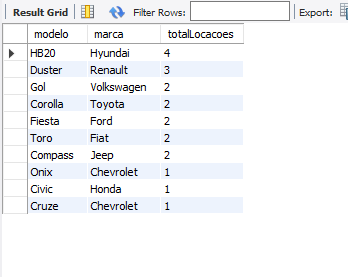 Result Grid Filter Rows: Export:
modelo marca totalLocacoes
HB20 Hyundai 4
Duster Renault 3
Gol Volkswagen 2
Corolla Toyota 2
Fiesta Ford 2
Toro Fiat 2
Compass Jeep 2
Onix Chevrolet 1
Civic Honda 1
Cruze Chevrolet 1